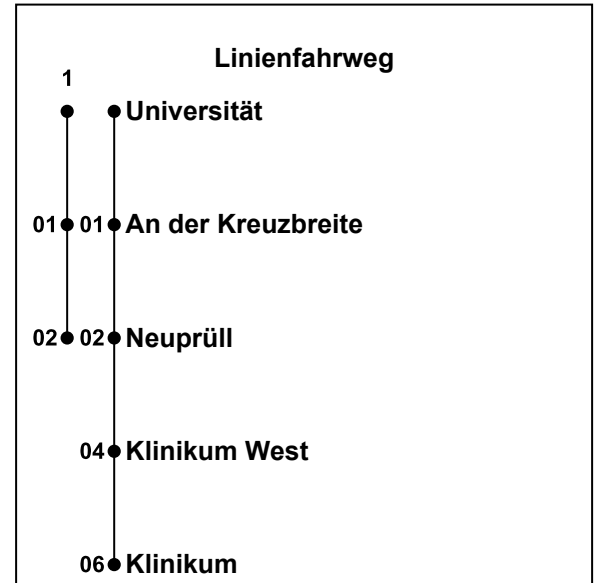 Linienfahrweg
1
Universität
01 01 An der Kreuzbreite
02 02 Neuprüll
04 Klinikum West
06 Klinikum